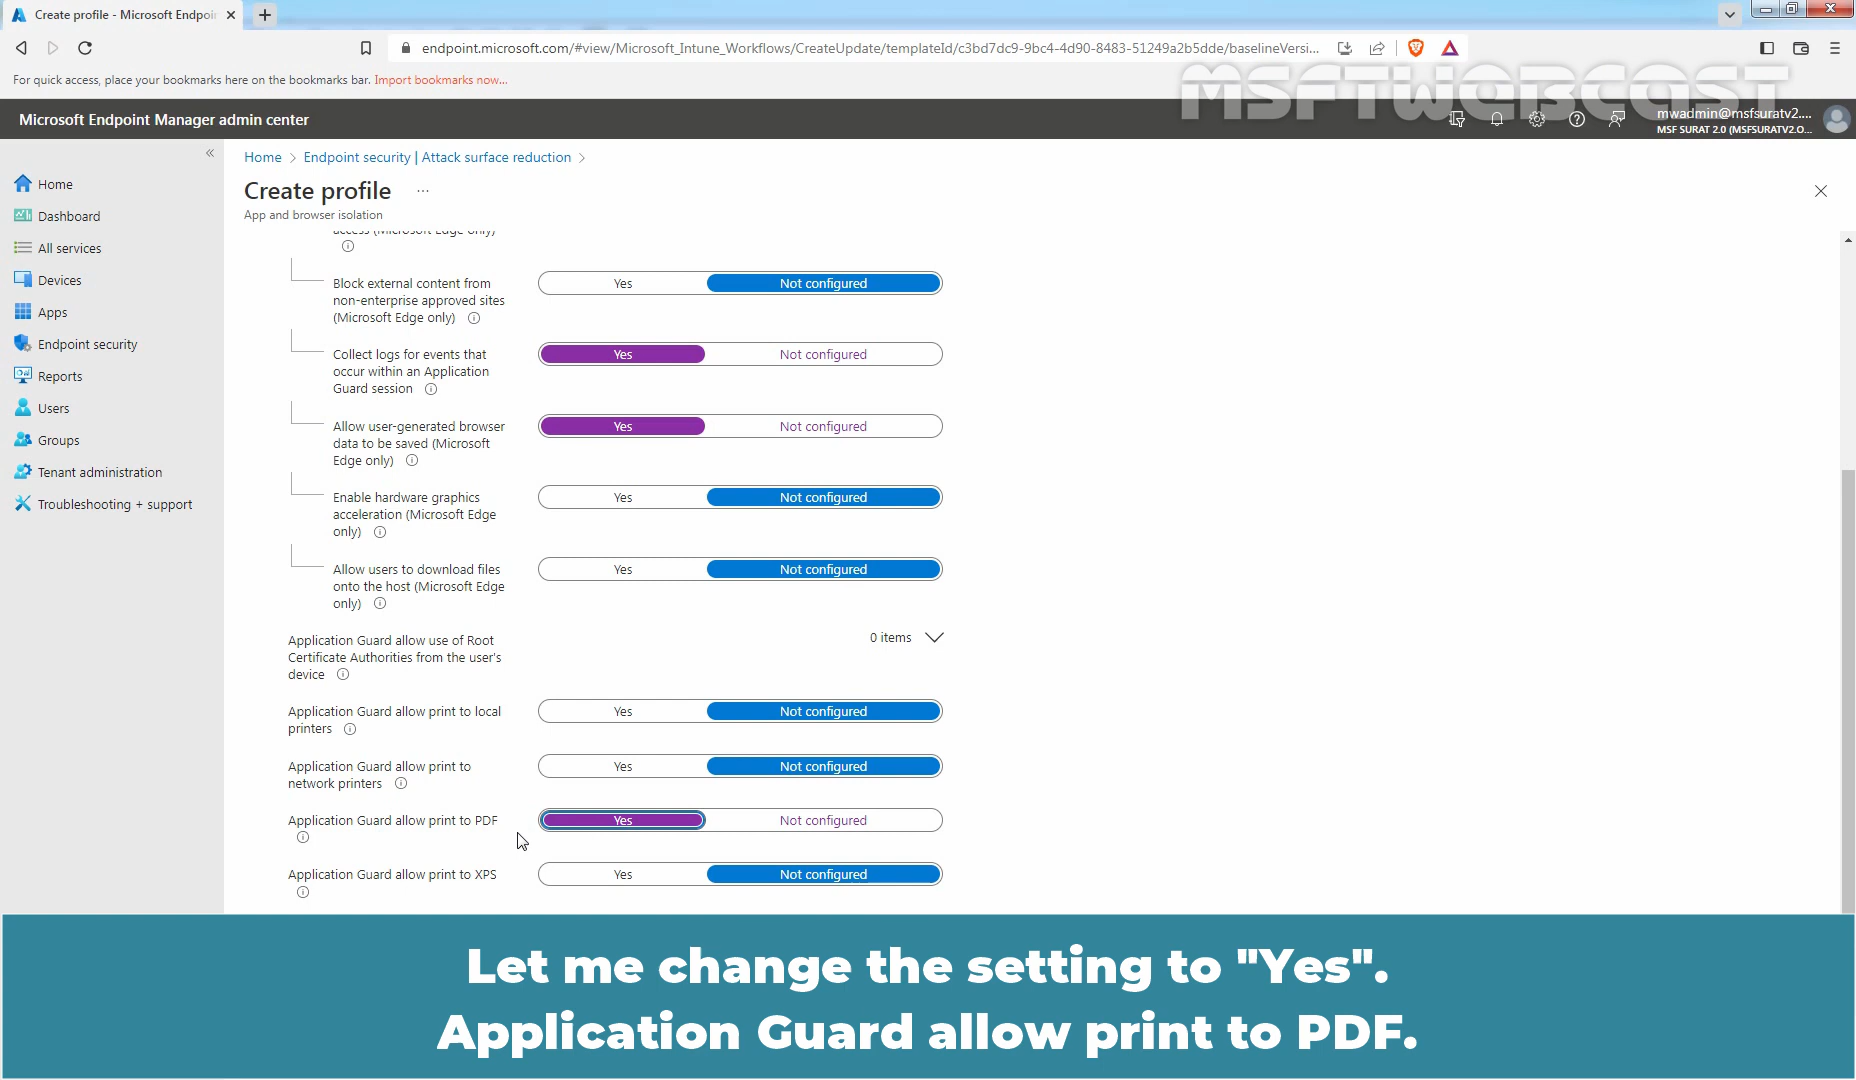 Create profile - Microsoft Endpoin
endpoint.microsoft.com/#view/Microsoft_Intune_Workflows/CreateUpdate/templateId/c3bd7dc9-9bc4-4d90-8483-51249a2b5dde/baselineVersi...
For quick access, place your bookmarks here on the bookmarks bar. Import bookmarks now...
MSFTWEBCAST
Microsoft Endpoint Manager admin center
mwadmin@msfsuratv2....
MSF SURAT 2.0 (MSFSURATV2.O...
Home
Dashboard
All services
Devices
Apps
Endpoint security
Reports
Users
Groups
Tenant administration
Troubleshooting + support
Home > Endpoint security | Attack surface reduction >
Create profile ...
App and browser isolation
access (Microsoft Edge only)
Block external content from
non-enterprise approved sites
(Microsoft Edge only)
Yes Not configured
Collect logs for events that
occur within an Application
Guard session
Yes Not configured
Allow user-generated browser
data to be saved (Microsoft
Edge only)
Yes Not configured
Enable hardware graphics
acceleration (Microsoft Edge
only)
Yes Not configured
Allow users to download files
onto the host (Microsoft Edge
only)
Yes Not configured
Application Guard allow use of Root
Certificate Authorities from the user's
device
0 items
Application Guard allow print to local
printers
Yes Not configured
Application Guard allow print to
network printers
Yes Not configured
Application Guard allow print to PDF
Yes Not configured
Application Guard allow print to XPS
Yes Not configured
Let me change the setting to "Yes".
Application Guard allow print to PDF.